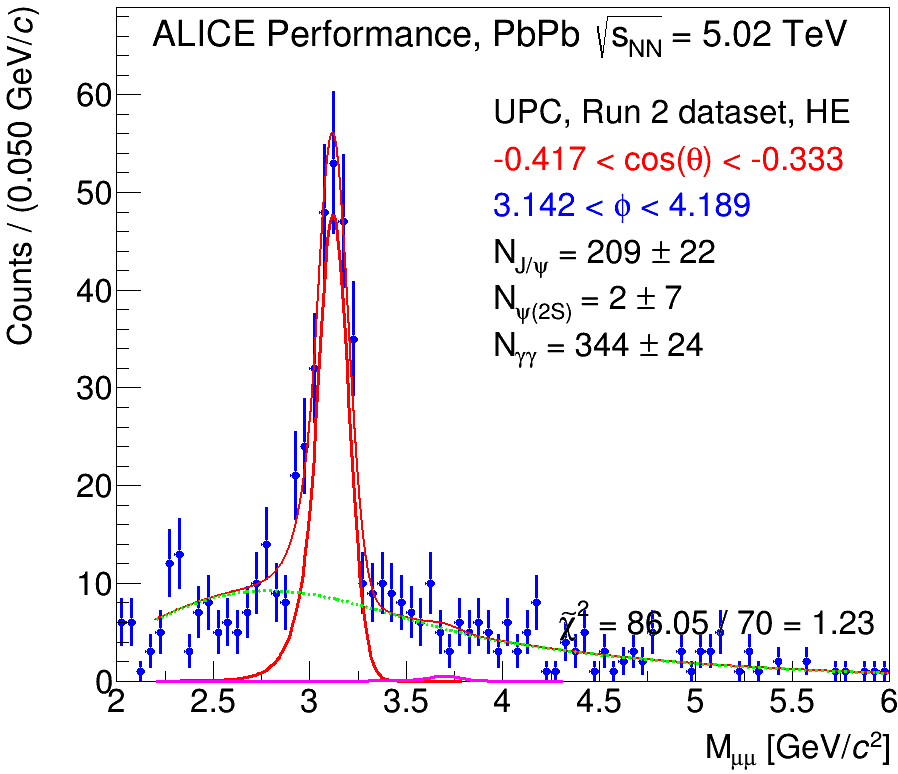 ALICE Performance, PbPb √s_NN = 5.02 TeV
UPC, Run 2 dataset, HE
-0.417 < cos(θ) < -0.333
3.142 < ϕ < 4.189
N_J/ψ = 209 ± 22
N_ψ(2S) = 2 ± 7
N_γγ = 344 ± 24
χ̃² = 86.05 / 70 = 1.23
Counts / (0.050 GeV/c)
60
50
40
30
20
10
0
2 2.5 3 3.5 4 4.5 5 5.5 6
M_μμ [GeV/c²]